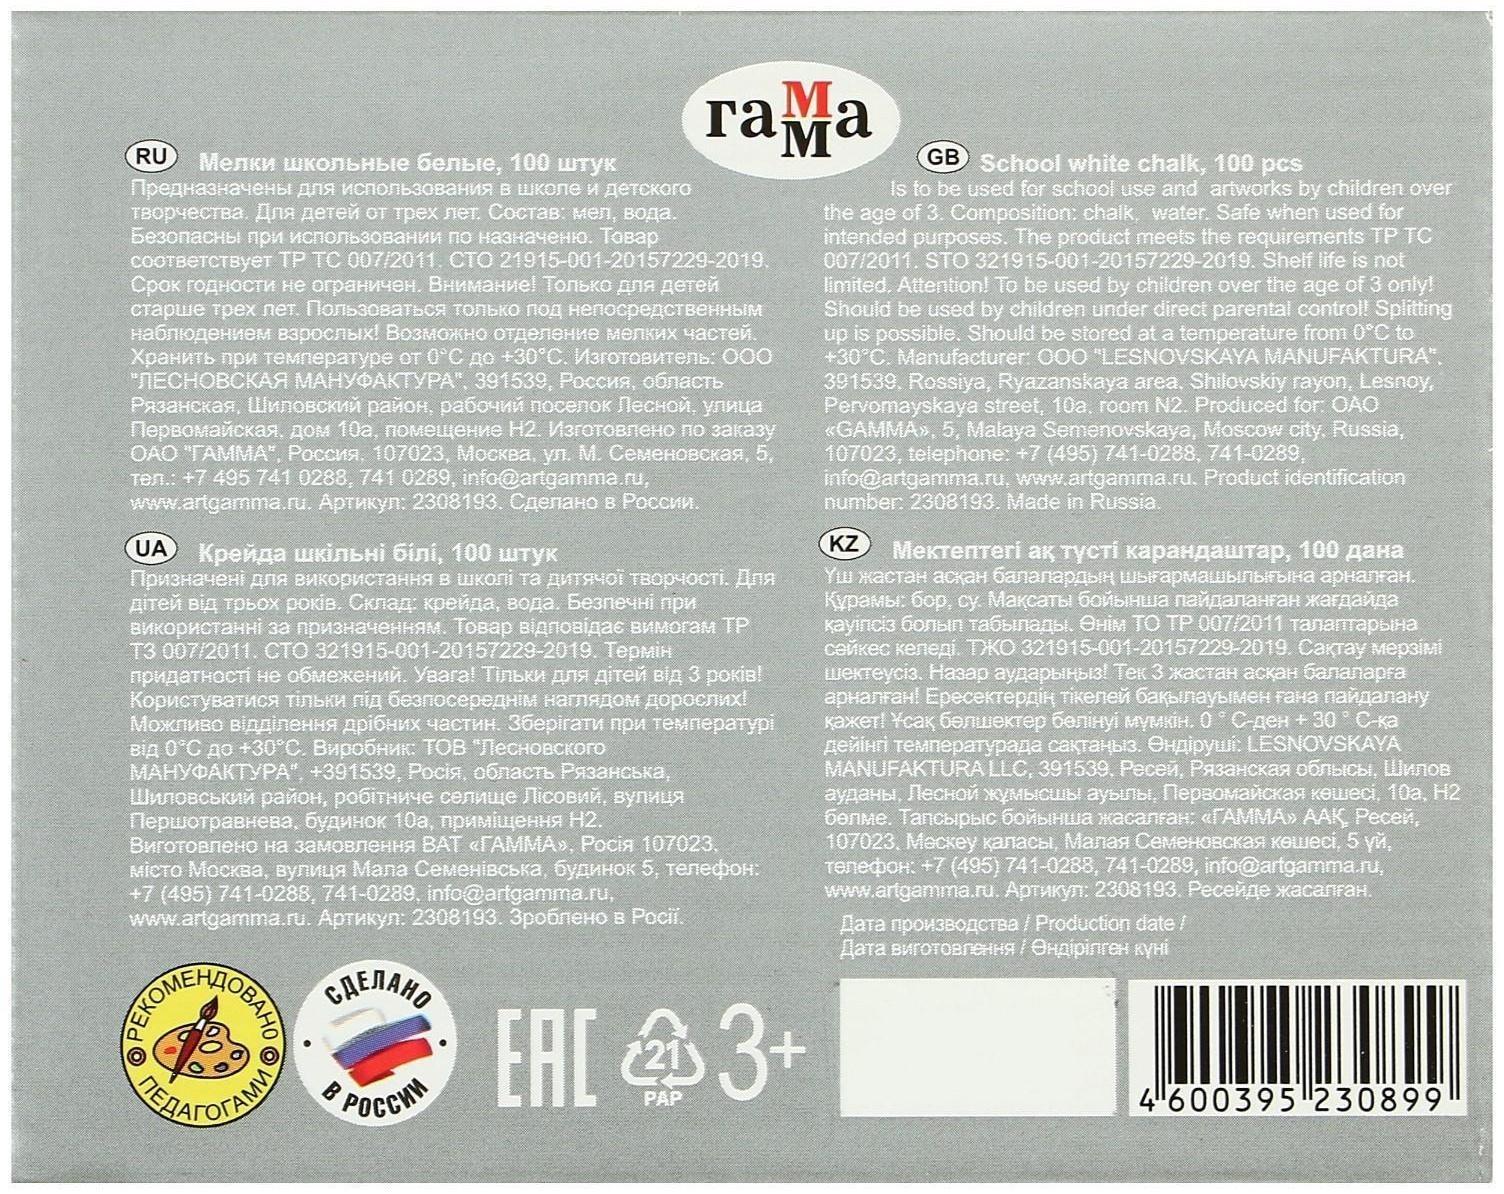 гамма
RU Мелки школьные белые, 100 штук
Предназначены для использования в школе и детского
творчества. Для детей от трех лет. Состав: мел, вода.
Безопасны при использовании по назначеню. Товар
соответствует ТР ТС 007/2011. СТО 21915-001-20157229-2019.
Срок годности не ограничен. Внимание! Только для детей
старше трех лет. Пользоваться только под непосредственным
наблюдением взрослых! Возможно отделение мелких частей.
Хранить при температуре от 0°С до +30°С. Изготовитель: ООО
"ЛЕСНОВСКАЯ МАНУФАКТУРА", 391539, Россия, область
Рязанская, Шиловский район, рабочий поселок Лесной, улица
Первомайская, дом 10а, помещение Н2. Изготовлено по заказу
ОАО "ГАММА", Россия, 107023, Москва, ул. М. Семеновская, 5,
тел.: +7 495 741 0288, 741 0289, info@artgamma.ru,
www.artgamma.ru. Артикул: 2308193. Сделано в России.
GB School white chalk, 100 pcs
Is to be used for school use and artworks by children over
the age of 3. Composition: chalk, water. Safe when used for
intended purposes. The product meets the requirements ТР ТС
007/2011. STO 321915-001-20157229-2019. Shelf life is not
limited. Attention! To be used by children over the age of 3 only!
Should be used by children under direct parental control! Splitting
up is possible. Should be stored at a temperature from 0°C to
+30°C. Manufacturer: OOO "LESNOVSKAYA MANUFAKTURA",
391539, Rossiya, Ryazanskaya area, Shilovskiy rayon, Lesnoy,
Pervomayskaya street, 10a, room N2. Produced for: OAO
«GAMMA», 5, Malaya Semenovskaya, Moscow city, Russia,
107023, telephone: +7 (495) 741-0288, 741-0289,
info@artgamma.ru, www.artgamma.ru. Product identification
number: 2308193. Made in Russia.
UA Крейда шкільні білі, 100 штук
Призначені для використання в школі та дитячої творчості. Для
дітей від трьох років. Склад: крейда, вода. Безпечні при
використанні за призначенням. Товар відповідає вимогам ТР
ТЗ 007/2011. СТО 321915-001-20157229-2019. Термін
придатності не обмежений. Увага! Тільки для дітей від 3 років!
Користуватися тільки під безпосереднім наглядом дорослих!
Можливо відділення дрібних частин. Зберігати при температурі
від 0°С до +30°С. Виробник: ТОВ "Лесновского
МАНУФАКТУРА", +391539, Росія, область Рязанська,
Шиловський район, робітниче селище Лісовий, вулиця
Першотравнева, будинок 10а, приміщення Н2.
Виготовлено на замовлення ВАТ «ГАММА», Росія 107023,
місто Москва, вулиця Мала Семенівська, будинок 5, телефон:
+7 (495) 741-0288, 741-0289, info@artgamma.ru,
www.artgamma.ru. Артикул: 2308193. Зроблено в Росії.
KZ Мектептегі ақ түсті карандаштар, 100 дана
Үш жастан асқан балалардың шығармашылығына арналған.
Құрамы: бор, су. Мақсаты бойынша пайдаланған жағдайда
қауіпсіз болып табылады. Өнім ТО ТР 007/2011 талаптарына
сәйкес келеді. ТЖО 321915-001-20157229-2019. Сақтау мерзімі
шектеусіз. Назар аударыңыз! Тек 3 жастан асқан балаларға
арналған! Ересектердің тікелей бақылауымен ғана пайдалану
қажет! Ұсақ бөлшектер бөлінуі мүмкін. 0 ° С-ден + 30 ° С-қа
дейінгі температурада сақтаңыз. Өндіруші: LESNOVSKAYA
MANUFAKTURA LLC, 391539, Ресей, Рязанская облысы, Шилов
ауданы, Лесной жұмысшы ауылы, Первомайская көшесі, 10а, Н2
бөлме. Тапсырыс бойынша жасалған: «ГАММА» ААҚ, Ресей,
107023, Мәскеу қаласы, Малая Семеновская көшесі, 5 үй,
телефон: +7 (495) 741-0288, 741-0289, info@artgamma.ru,
www.artgamma.ru. Артикул: 2308193. Ресейде жасалған.
Дата производства / Production date /
Дата виготовлення / Өндірілген күні
РЕКОМЕНДОВАНО
ПЕДАГОГАМИ
СДЕЛАНО
В РОССИИ
EAC
21
PAP
3+
4 600395 230899